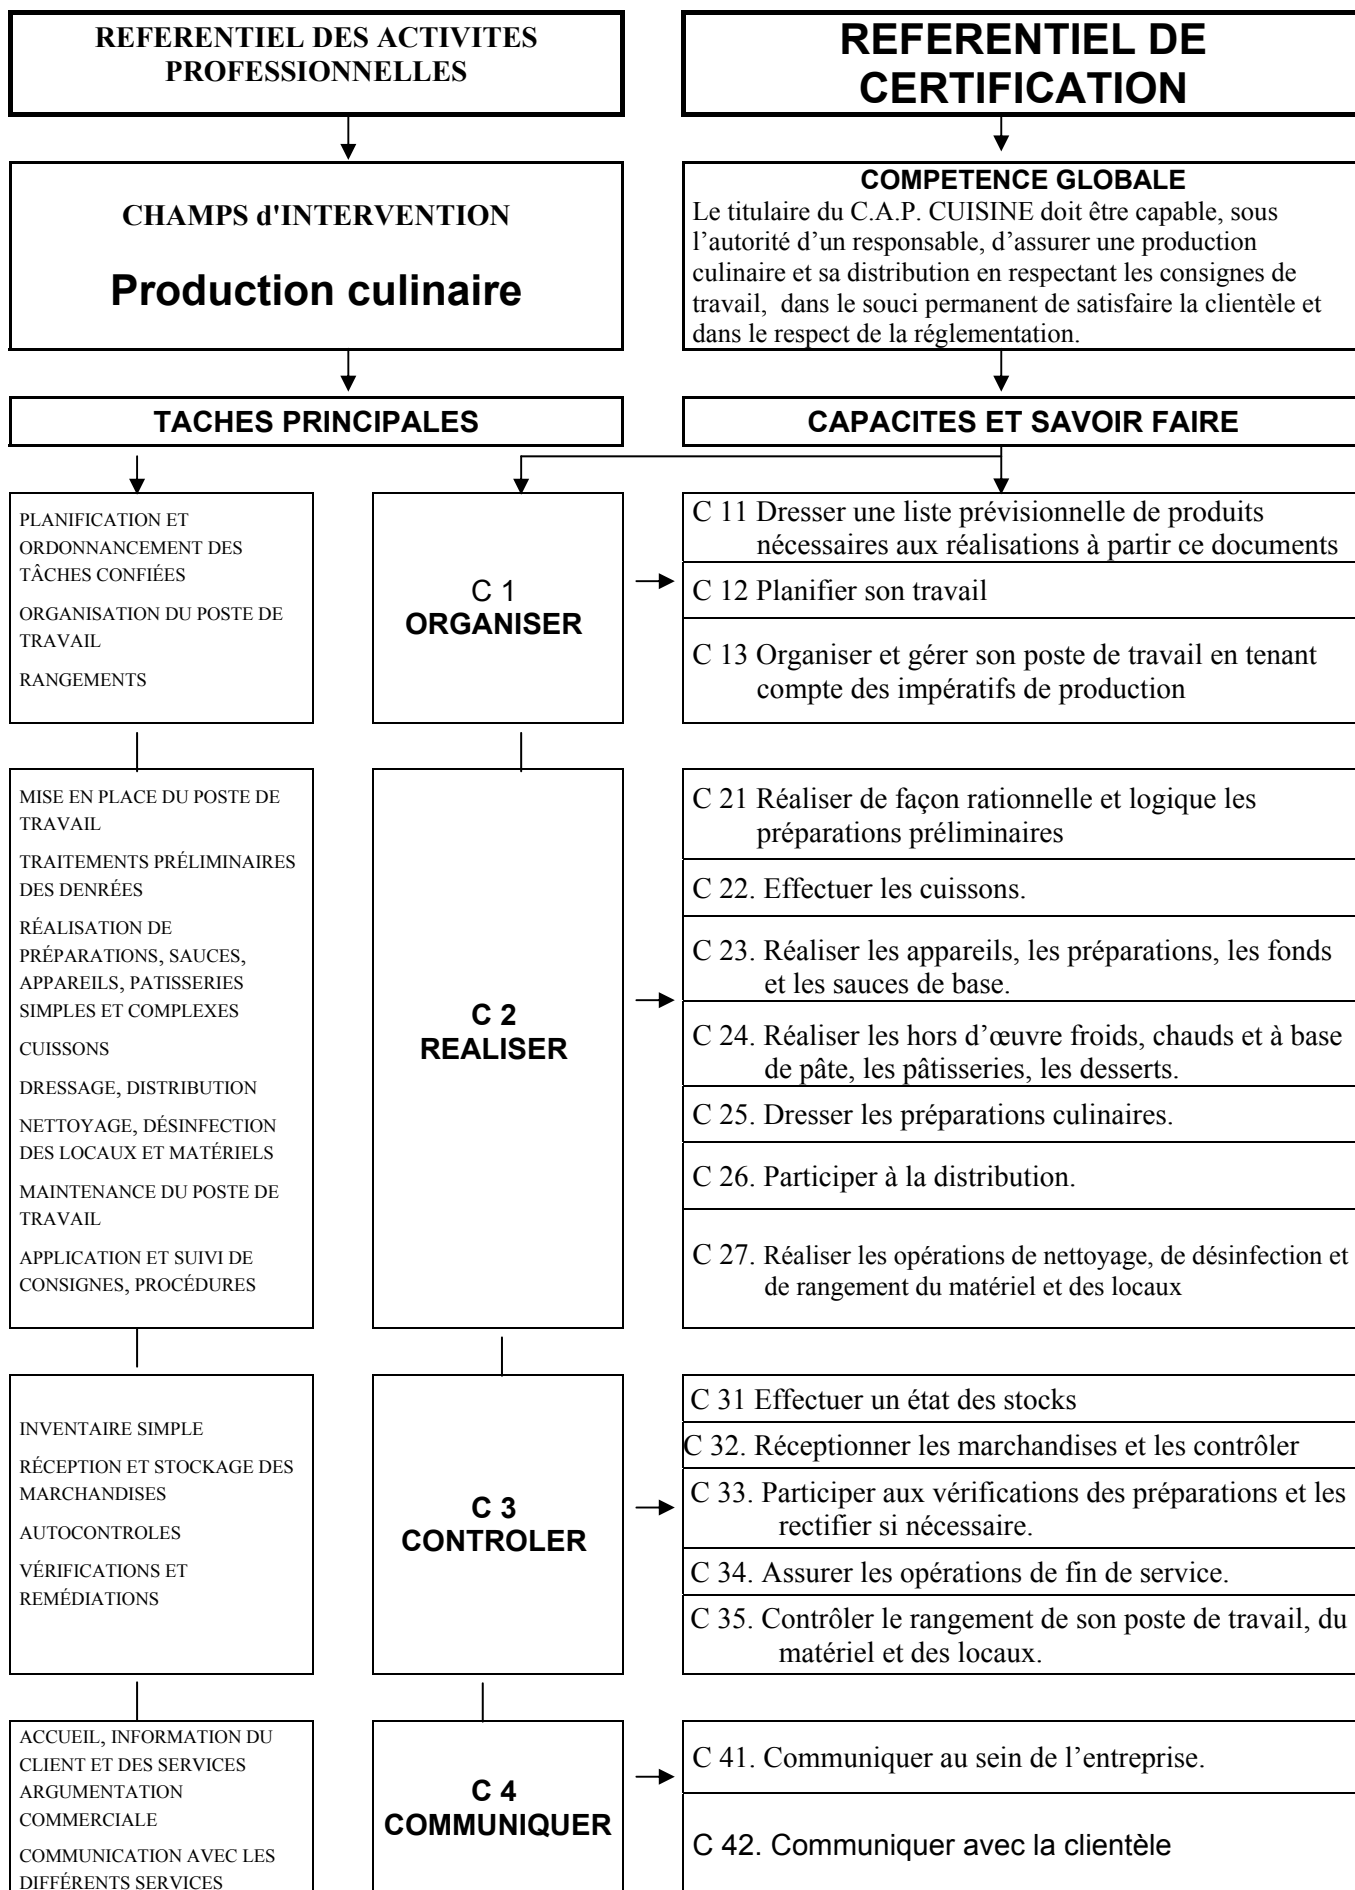 REFERENTIEL DES ACTIVITES
PROFESSIONNELLES
REFERENTIEL DE
CERTIFICATION
CHAMPS d'INTERVENTION
Production culinaire
COMPETENCE GLOBALE
Le titulaire du C.A.P. CUISINE doit être capable, sous
l’autorité d’un responsable, d’assurer une production
culinaire et sa distribution en respectant les consignes de
travail, dans le souci permanent de satisfaire la clientèle et
dans le respect de la réglementation.
TACHES PRINCIPALES
CAPACITES ET SAVOIR FAIRE
PLANIFICATION ET
ORDONNANCEMENT DES
TÂCHES CONFIÉES
ORGANISATION DU POSTE DE
TRAVAIL
RANGEMENTS
C 1
ORGANISER
C 11 Dresser une liste prévisionnelle de produits
nécessaires aux réalisations à partir ce documents
C 12 Planifier son travail
C 13 Organiser et gérer son poste de travail en tenant
compte des impératifs de production
MISE EN PLACE DU POSTE DE
TRAVAIL
TRAITEMENTS PRÉLIMINAIRES
DES DENRÉES
RÉALISATION DE
PRÉPARATIONS, SAUCES,
APPAREILS, PATISSERIES
SIMPLES ET COMPLEXES
CUISSONS
DRESSAGE, DISTRIBUTION
NETTOYAGE, DÉSINFECTION
DES LOCAUX ET MATÉRIELS
MAINTENANCE DU POSTE DE
TRAVAIL
APPLICATION ET SUIVI DE
CONSIGNES, PROCÉDURES
C 2
REALISER
C 21 Réaliser de façon rationnelle et logique les
préparations préliminaires
C 22. Effectuer les cuissons.
C 23. Réaliser les appareils, les préparations, les fonds
et les sauces de base.
C 24. Réaliser les hors d’œuvre froids, chauds et à base
de pâte, les pâtisseries, les desserts.
C 25. Dresser les préparations culinaires.
C 26. Participer à la distribution.
C 27. Réaliser les opérations de nettoyage, de désinfection et
de rangement du matériel et des locaux
INVENTAIRE SIMPLE
RÉCEPTION ET STOCKAGE DES
MARCHANDISES
AUTOCONTROLES
VÉRIFICATIONS ET
REMÉDIATIONS
C 3
CONTROLER
C 31 Effectuer un état des stocks
C 32. Réceptionner les marchandises et les contrôler
C 33. Participer aux vérifications des préparations et les
rectifier si nécessaire.
C 34. Assurer les opérations de fin de service.
C 35. Contrôler le rangement de son poste de travail, du
matériel et des locaux.
ACCUEIL, INFORMATION DU
CLIENT ET DES SERVICES
ARGUMENTATION
COMMERCIALE
COMMUNICATION AVEC LES
DIFFÉRENTS SERVICES
C 4
COMMUNIQUER
C 41. Communiquer au sein de l’entreprise.
C 42. Communiquer avec la clientèle